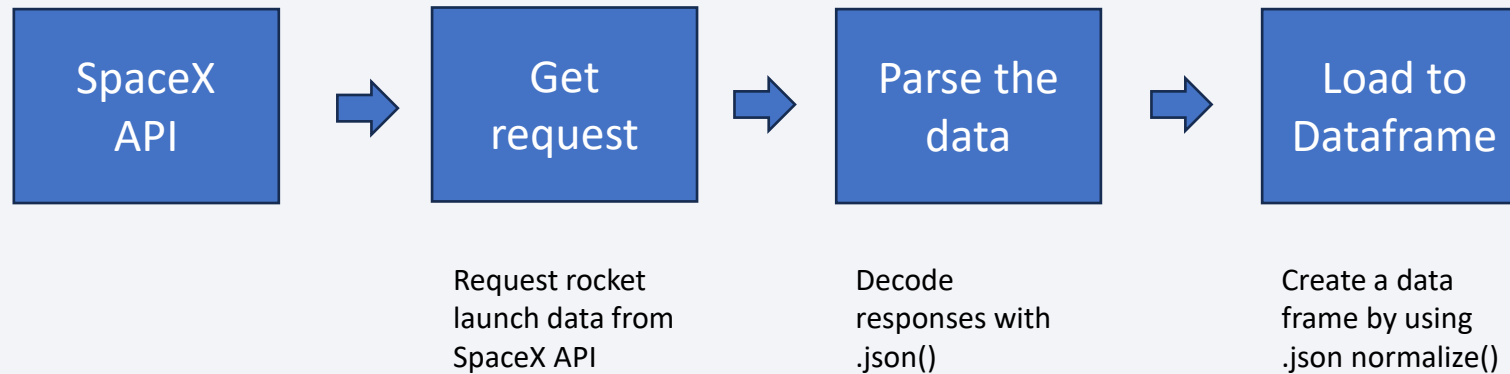 SpaceX
API
Get
request
Parse the
data
Load to
Dataframe
Request rocket
launch data from
SpaceX API
Decode
responses with
.json()
Create a data
frame by using
.json normalize()